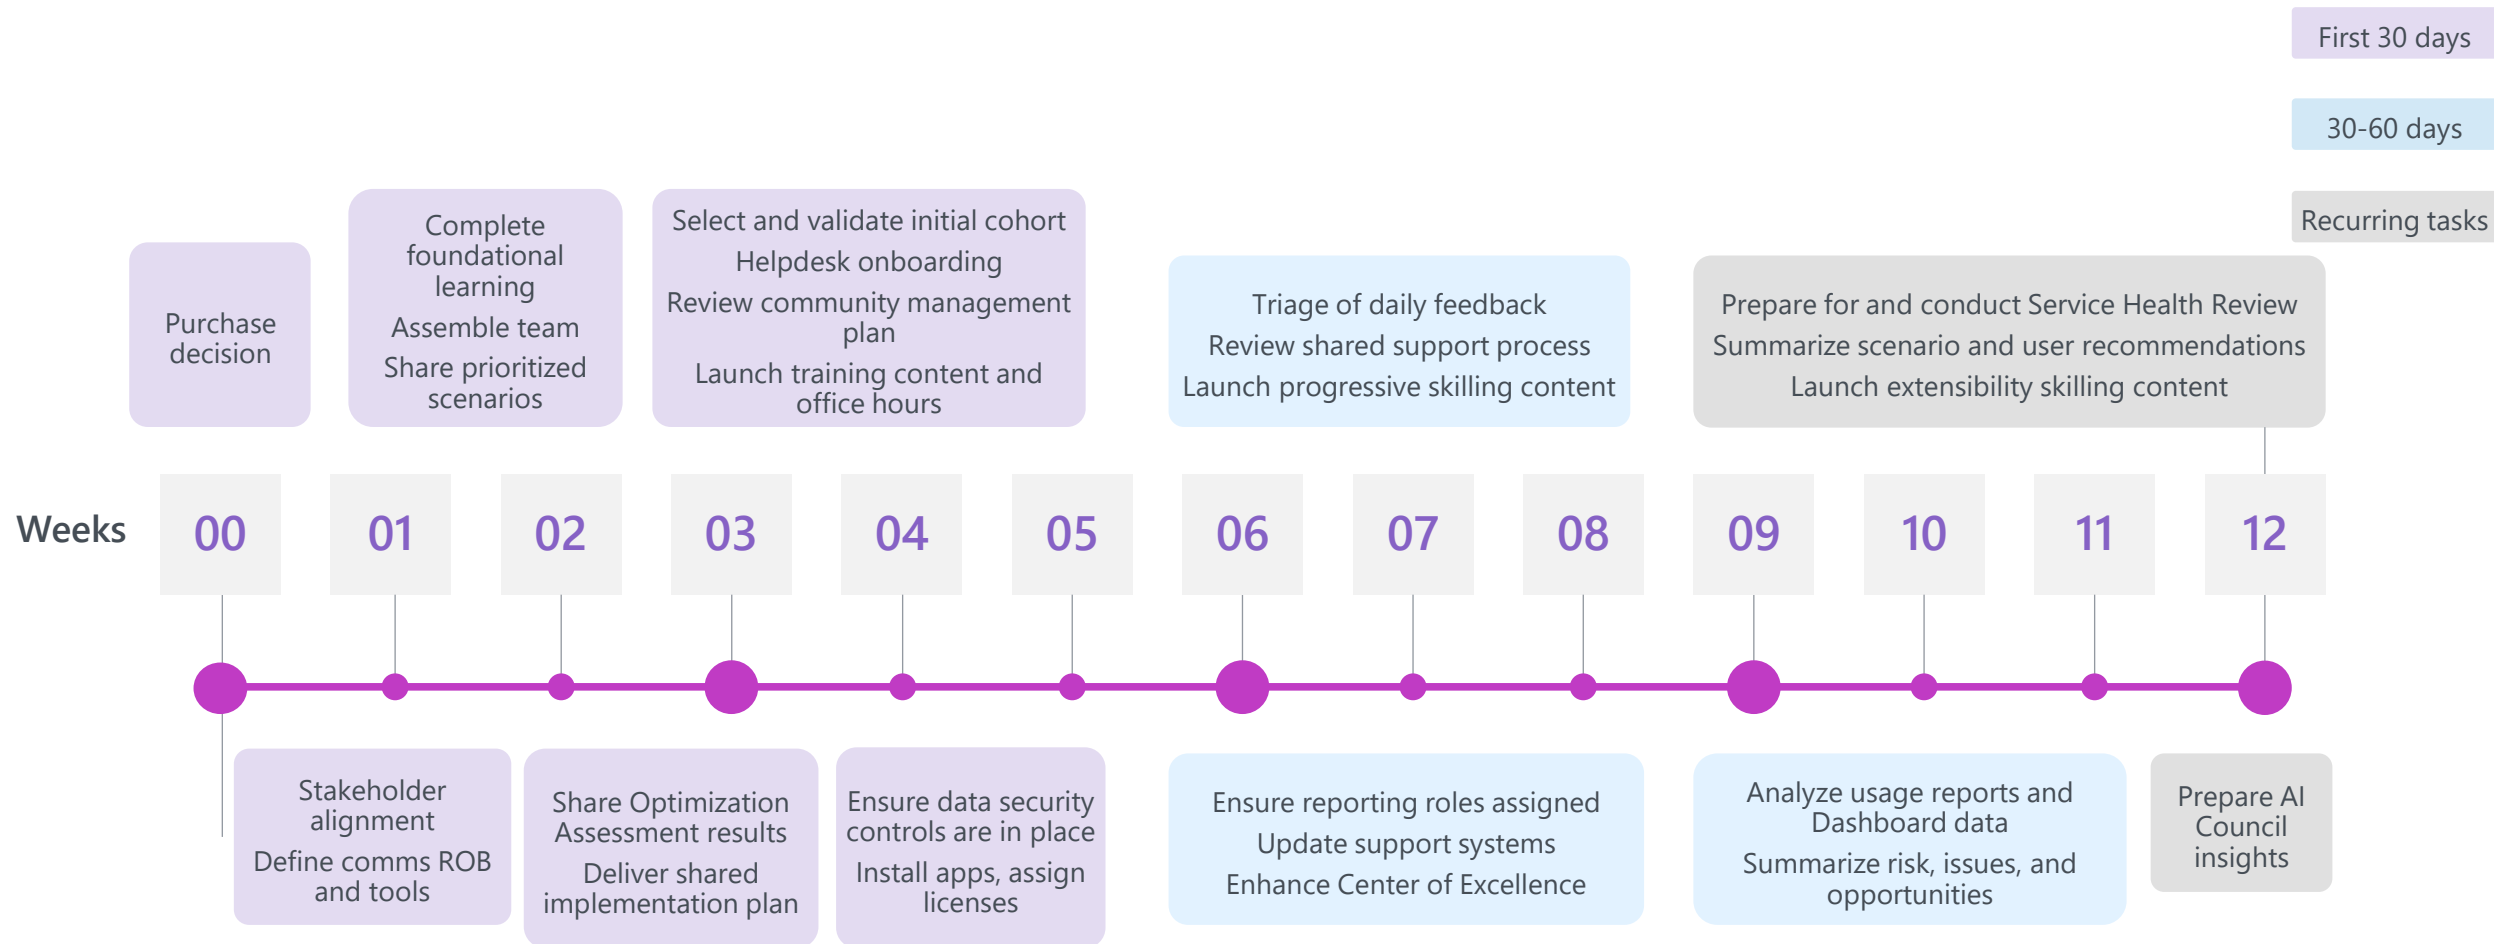 First 30 days
30-60 days
Recurring tasks
Purchase
decision
Complete
foundational
learning
Assemble team
Share prioritized
scenarios
Select and validate initial cohort
Helpdesk onboarding
Review community management
plan
Launch training content and
office hours
Triage of daily feedback
Review shared support process
Launch progressive skilling content
Prepare for and conduct Service Health Review
Summarize scenario and user recommendations
Launch extensibility skilling content
Weeks
00
01
02
03
04
05
06
07
08
09
10
11
12
Stakeholder
alignment
Define comms ROB
and tools
Share Optimization
Assessment results
Deliver shared
implementation plan
Ensure data security
controls are in place
Install apps, assign
licenses
Ensure reporting roles assigned
Update support systems
Enhance Center of Excellence
Analyze usage reports and
Dashboard data
Summarize risk, issues, and
opportunities
Prepare AI
Council
insights